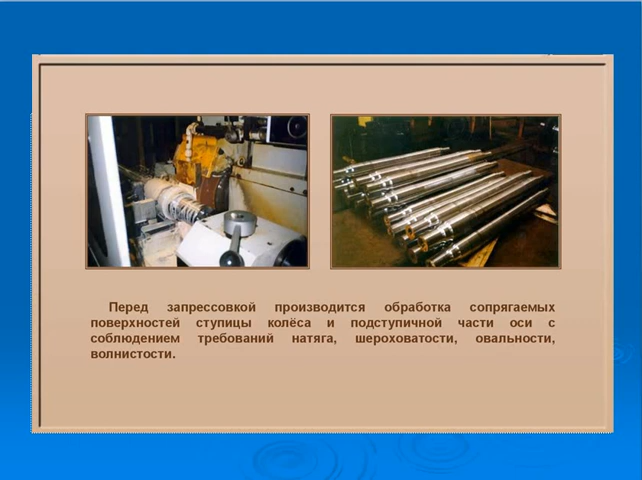 Перед запрессовкой производится обработка сопрягаемых
поверхностей ступицы колёса и подступичной части оси с
соблюдением требований натяга, шероховатости, овальности,
волнистости.